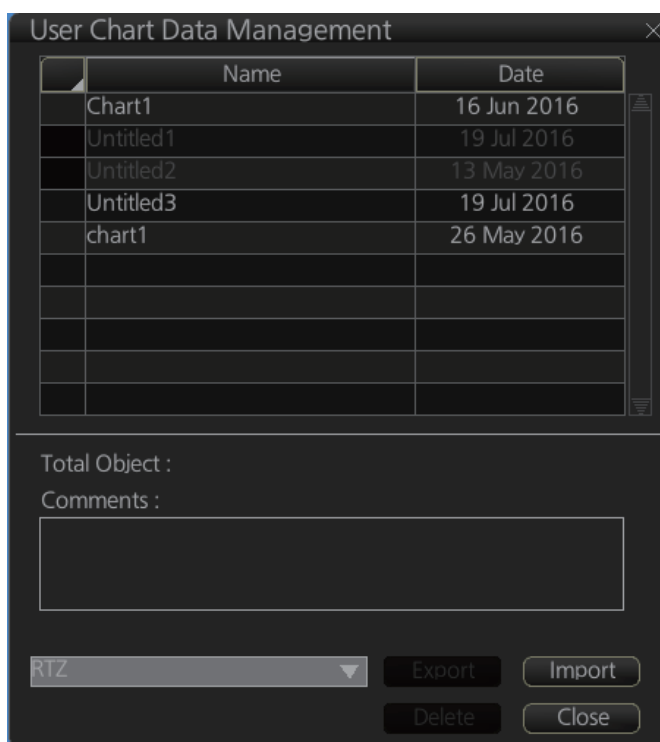 User Chart Data Management
Name Date
Chart1 16 Jun 2016
Untitled1 19 Jul 2016
Untitled2 13 May 2016
Untitled3 19 Jul 2016
chart1 26 May 2016
Total Object :
Comments :
RTZ Export Import
Delete Close